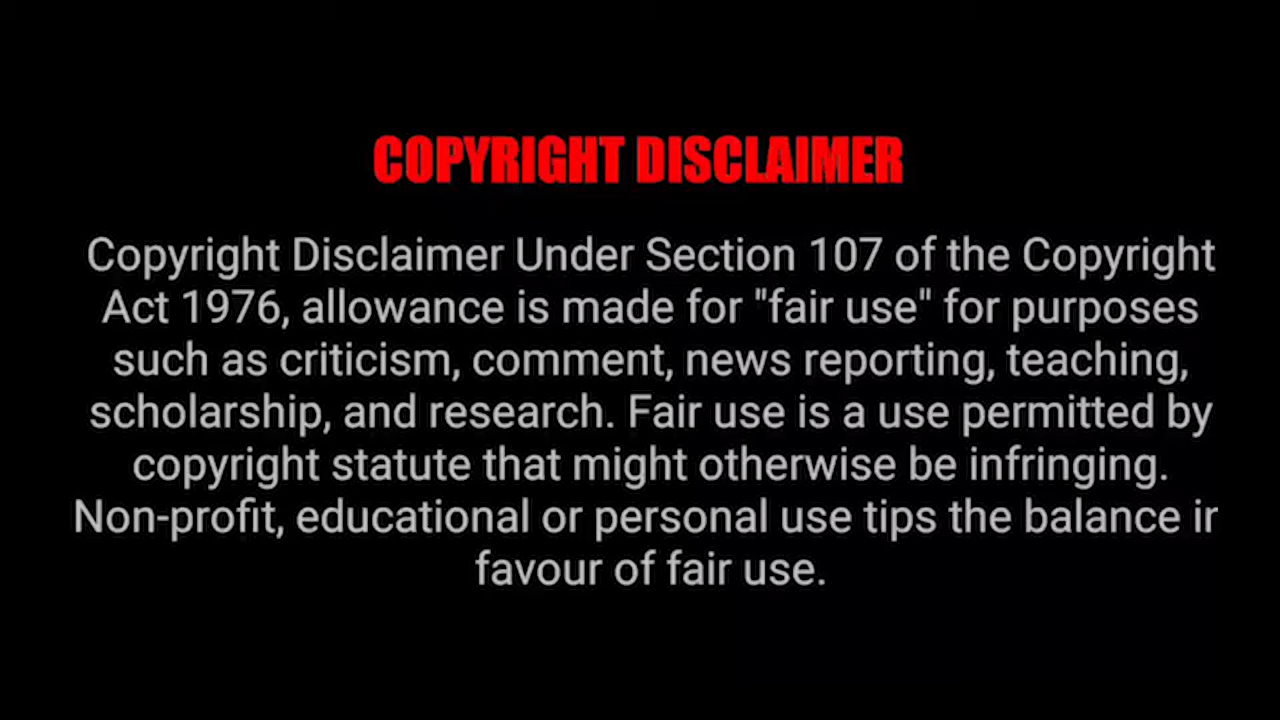 COPYRIGHT DISCLAIMER
Copyright Disclaimer Under Section 107 of the Copyright
Act 1976, allowance is made for "fair use" for purposes
such as criticism, comment, news reporting, teaching,
scholarship, and research. Fair use is a use permitted by
copyright statute that might otherwise be infringing.
Non-profit, educational or personal use tips the balance
favour of fair use.